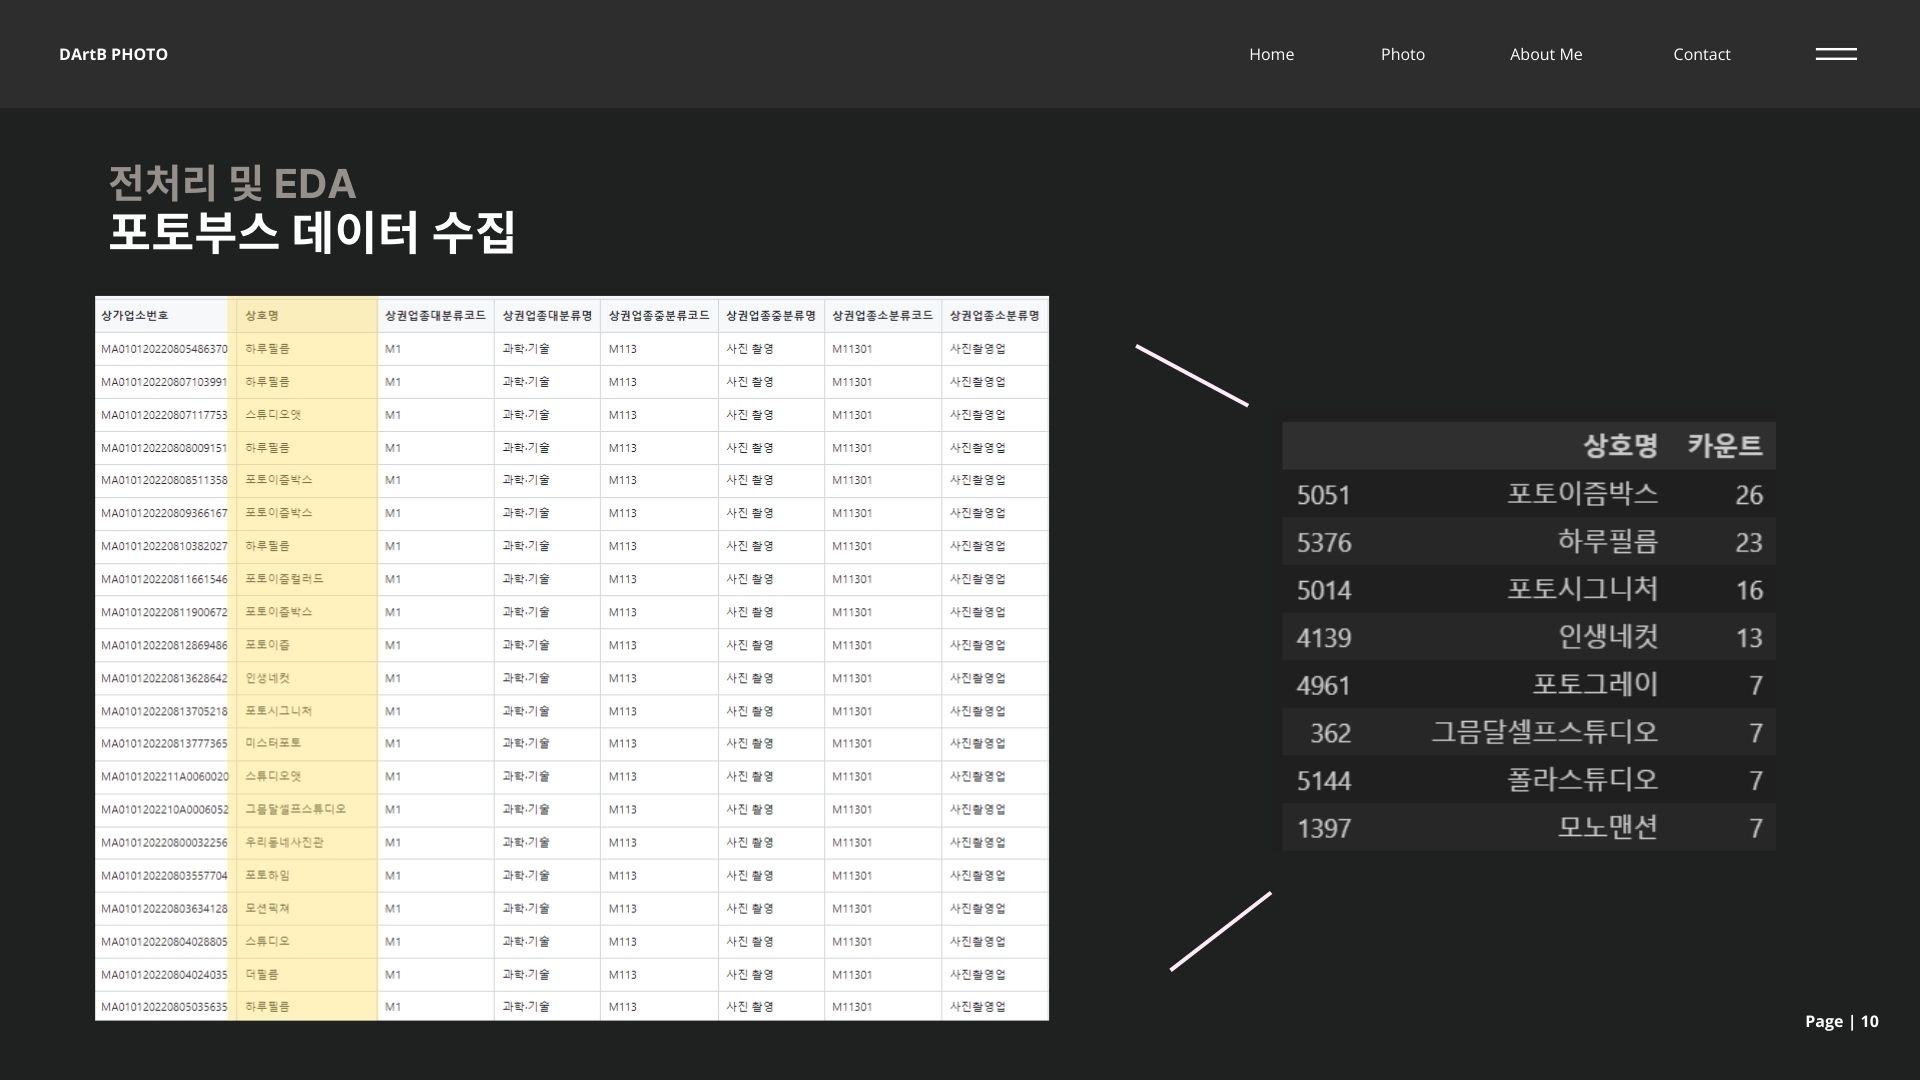 DArtB PHOTO
Home Photo About Me Contact
전처리 및 EDA
포토부스 데이터 수집
상가업소번호 상호명 상권업종대분류코드 상권업종대분류명 상권업종중분류코드 상권업종중분류명 상권업종소분류코드 상권업종소분류명
MA010120220805486370 하루필름 M1 과학·기술 M113 사진 촬영 M11301 사진촬영업
MA010120220807103991 하루필름 M1 과학·기술 M113 사진 촬영 M11301 사진촬영업
MA010120220807117753 스튜디오앳 M1 과학·기술 M113 사진 촬영 M11301 사진촬영업
MA010120220808009151 하루필름 M1 과학·기술 M113 사진 촬영 M11301 사진촬영업
MA010120220808511358 포토이즘박스 M1 과학·기술 M113 사진 촬영 M11301 사진촬영업
MA010120220809366167 포토이즘박스 M1 과학·기술 M113 사진 촬영 M11301 사진촬영업
MA010120220810382027 하루필름 M1 과학·기술 M113 사진 촬영 M11301 사진촬영업
MA010120220811661546 포토이즘컬러드 M1 과학·기술 M113 사진 촬영 M11301 사진촬영업
MA010120220811900672 포토이즘박스 M1 과학·기술 M113 사진 촬영 M11301 사진촬영업
MA010120220812869486 포토이즘 M1 과학·기술 M113 사진 촬영 M11301 사진촬영업
MA010120220813628642 인생네컷 M1 과학·기술 M113 사진 촬영 M11301 사진촬영업
MA010120220813705218 포토시그니처 M1 과학·기술 M113 사진 촬영 M11301 사진촬영업
MA010120220813777365 미스터포토 M1 과학·기술 M113 사진 촬영 M11301 사진촬영업
MA0101202211A0060020 스튜디오앳 M1 과학·기술 M113 사진 촬영 M11301 사진촬영업
MA0101202210A0006052 그믐달셀프스튜디오 M1 과학·기술 M113 사진 촬영 M11301 사진촬영업
MA010120220800032256 우리동네사진관 M1 과학·기술 M113 사진 촬영 M11301 사진촬영업
MA010120220803557704 포토하임 M1 과학·기술 M113 사진 촬영 M11301 사진촬영업
MA010120220803634128 모션픽쳐 M1 과학·기술 M113 사진 촬영 M11301 사진촬영업
MA010120220804028805 스튜디오 M1 과학·기술 M113 사진 촬영 M11301 사진촬영업
MA010120220804024035 더필름 M1 과학·기술 M113 사진 촬영 M11301 사진촬영업
MA010120220805035635 하루필름 M1 과학·기술 M113 사진 촬영 M11301 사진촬영업
상호명 카운트
5051 포토이즘박스 26
5376 하루필름 23
5014 포토시그니처 16
4139 인생네컷 13
4961 포토그레이 7
362 그믐달셀프스튜디오 7
5144 폴라스튜디오 7
1397 모노맨션 7
Page | 10